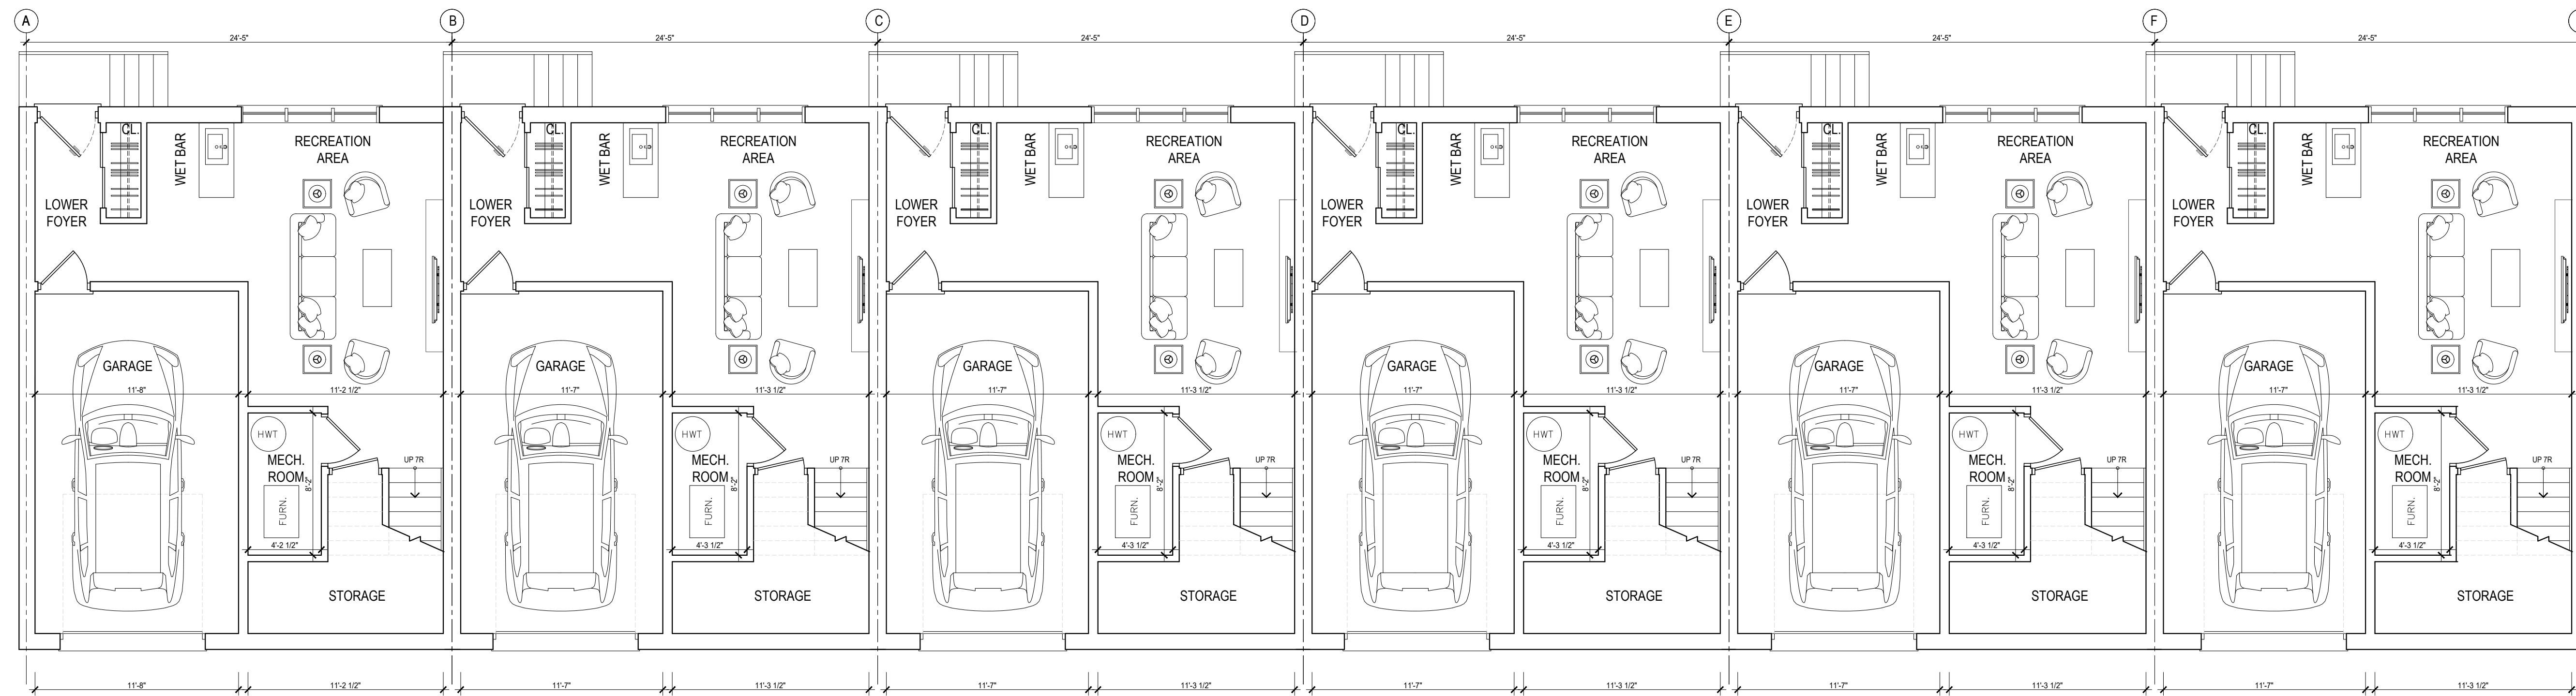 A B C D E F
24'-5" 24'-5" 24'-5" 24'-5" 24'-5" 24'-5"
CL. CL. CL. CL. CL. CL.
WET BAR WET BAR WET BAR WET BAR WET BAR WET BAR
RECREATION RECREATION RECREATION RECREATION RECREATION RECREATION
AREA AREA AREA AREA AREA AREA
LOWER LOWER LOWER LOWER LOWER LOWER
FOYER FOYER FOYER FOYER FOYER FOYER
GARAGE GARAGE GARAGE GARAGE GARAGE GARAGE
11'-8" 11'-2 1/2" 11'-7" 11'-3 1/2" 11'-7" 11'-3 1/2" 11'-7" 11'-3 1/2" 11'-7" 11'-3 1/2" 11'-7" 11'-3 1/2"
HWT HWT HWT HWT HWT HWT
MECH. UP 7R MECH. UP 7R MECH. UP 7R MECH. UP 7R MECH. UP 7R MECH. UP 7R
ROOM ROOM ROOM ROOM ROOM ROOM
8'-2" 8'-2" 8'-2" 8'-2" 8'-2" 8'-2"
FURN. FURN. FURN. FURN. FURN. FURN.
4'-2 1/2" 4'-3 1/2" 4'-3 1/2" 4'-3 1/2" 4'-3 1/2" 4'-3 1/2"
STORAGE STORAGE STORAGE STORAGE STORAGE STORAGE
11'-8" 11'-2 1/2" 11'-7" 11'-3 1/2" 11'-7" 11'-3 1/2" 11'-7" 11'-3 1/2" 11'-7" 11'-3 1/2" 11'-7" 11'-3 1/2"